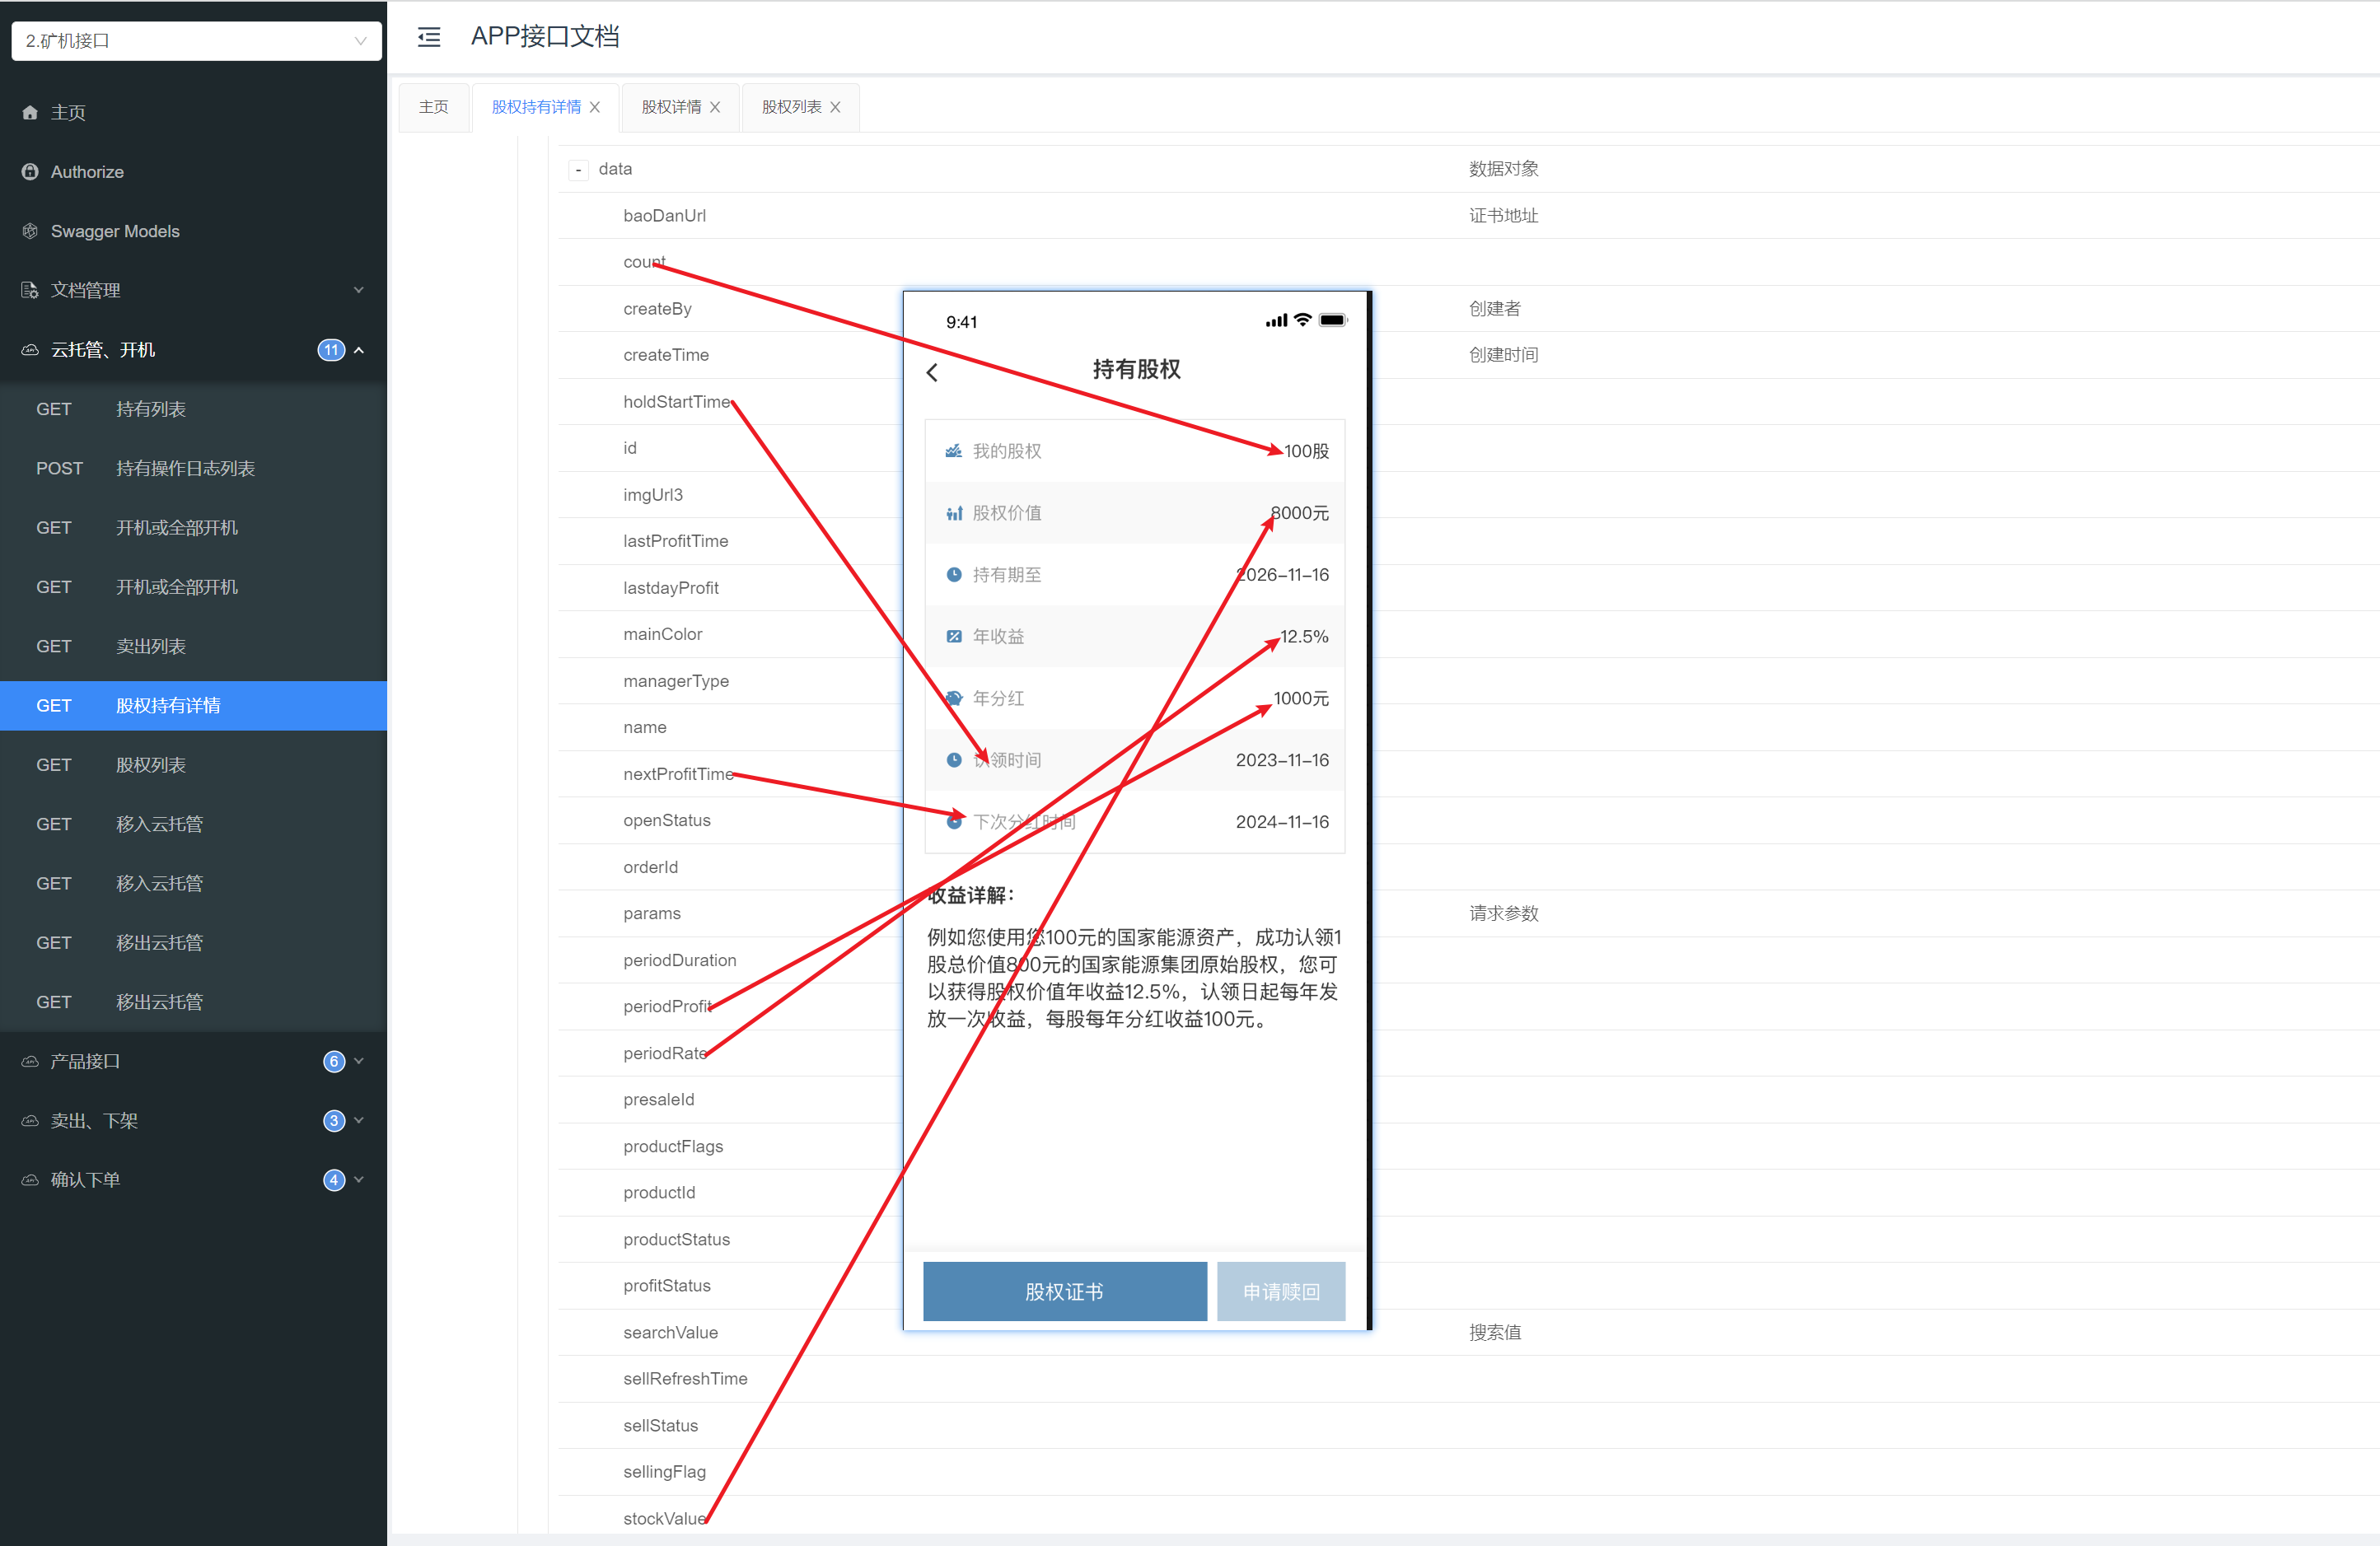 2.矿机接口
APP接口文档
主页
Authorize
Swagger Models
文档管理
云托管、开机
11
GET 持有列表
POST 持有操作日志列表
GET 开机或全部开机
GET 开机或全部开机
GET 卖出列表
GET 股权持有详情
GET 股权列表
GET 移入云托管
GET 移入云托管
GET 移出云托管
GET 移出云托管
产品接口
6
卖出、下架
3
确认下单
4
主页
股权持有详情
股权详情
股权列表
- data 数据对象
baoDanUrl 证书地址
count
createBy 创建者
createTime 创建时间
holdStartTime
id
imgUrl3
lastProfitTime
lastdayProfit
mainColor
managerType
name
nextProfitTime
openStatus
orderId
params 请求参数
periodDuration
periodProfit
periodRate
presaleId
productFlags
productId
productStatus
profitStatus
searchValue 搜索值
sellRefreshTime
sellStatus
sellingFlag
stockValue
9:41
持有股权
我的股权 100股
股权价值 8000元
持有期至 2026-11-16
年收益 12.5%
年分红 1000元
认领时间 2023-11-16
下次分红时间 2024-11-16
收益详解：
例如您使用您100元的国家能源资产，成功认领1
股总价值800元的国家能源集团原始股权，您可
以获得股权价值年收益12.5%，认领日起每年发
放一次收益，每股每年分红收益100元。
股权证书
申请赎回